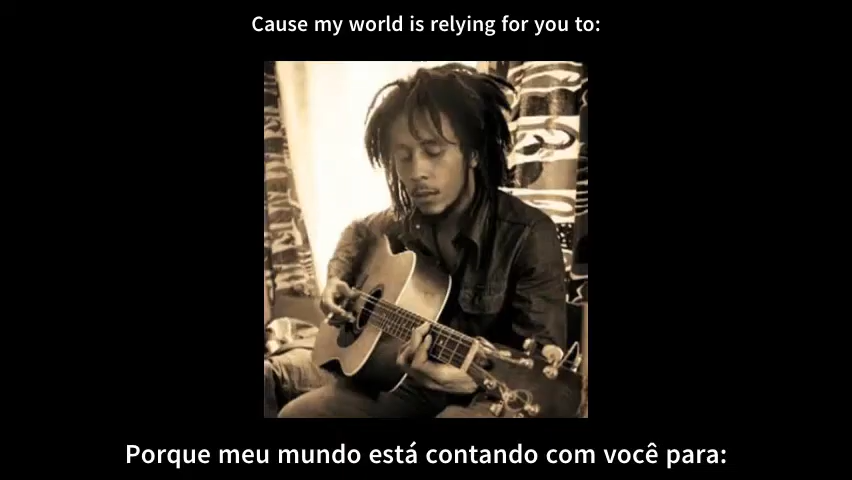 Cause my world is relying for you to:
Porque meu mundo está contando com você para: